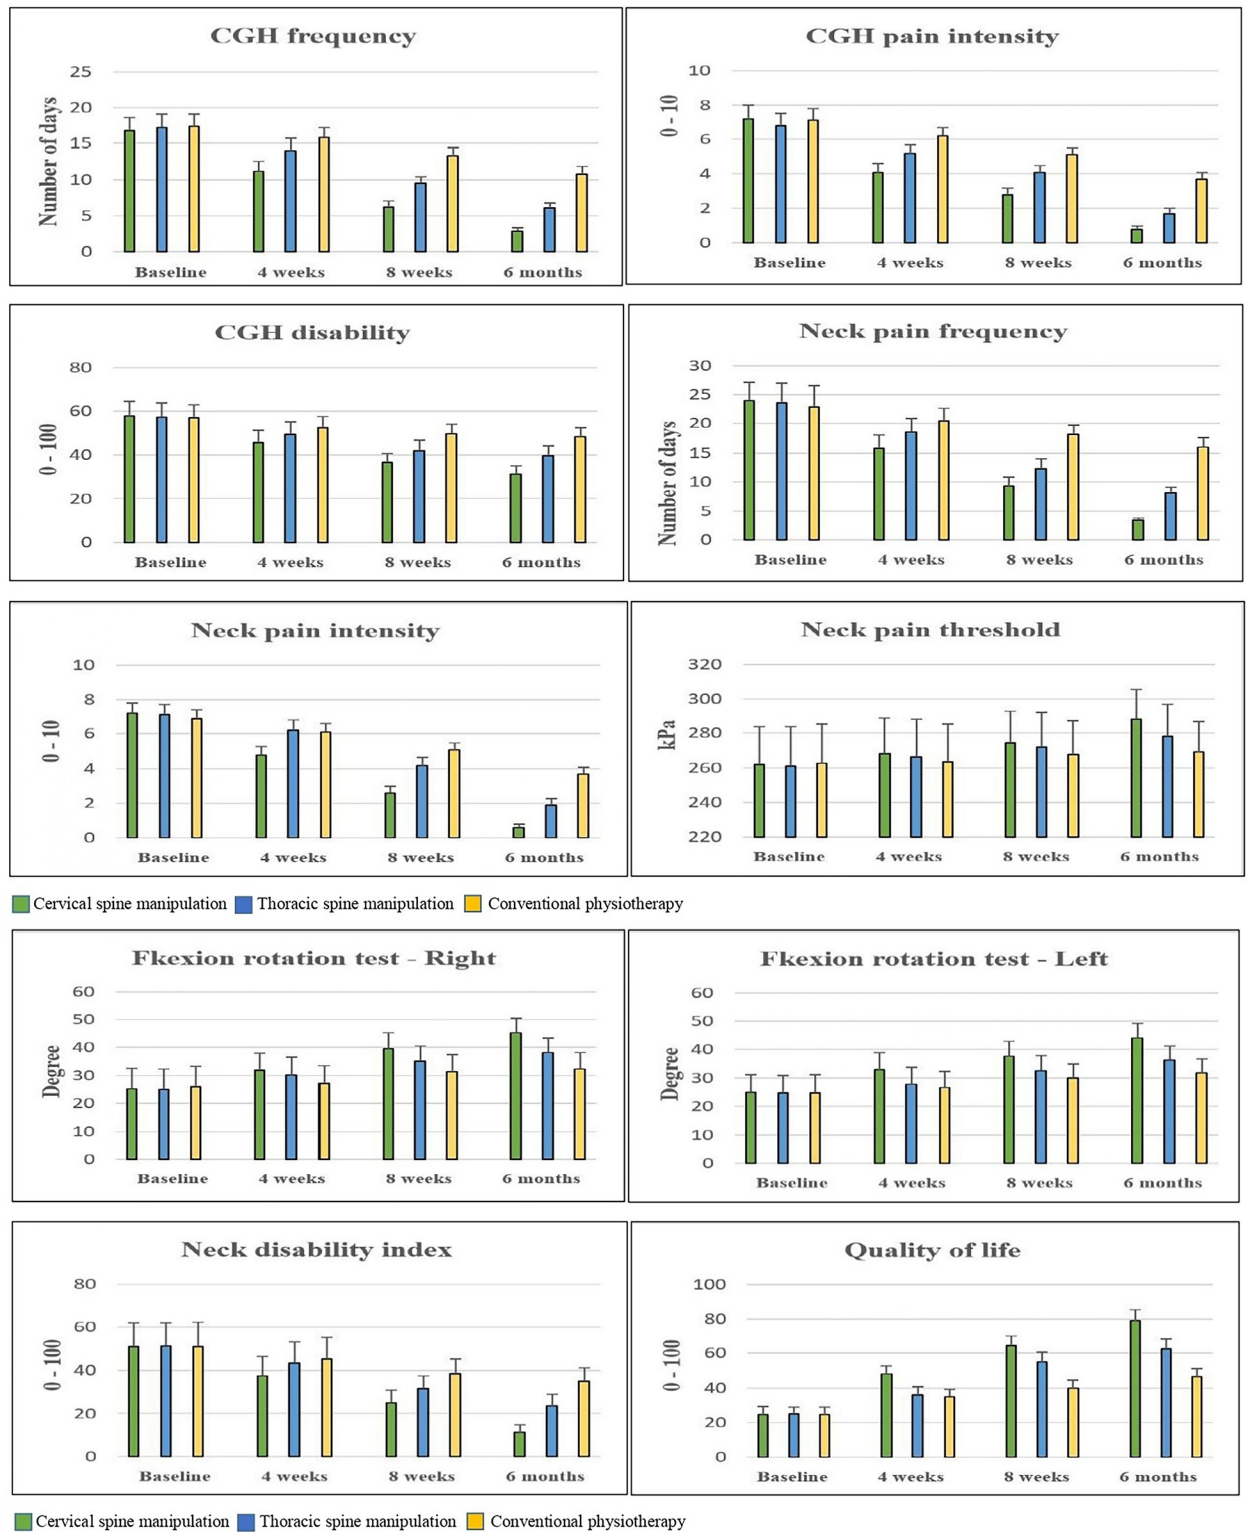 CGH frequency
Number of days
25
20
15
10
5
0
Baseline 4 weeks 8 weeks 6 months
CGH pain intensity
0 - 10
10
8
6
4
2
0
Baseline 4 weeks 8 weeks 6 months
CGH disability
0 - 100
80
60
40
20
0
Baseline 4 weeks 8 weeks 6 months
Neck pain frequency
Number of days
30
25
20
15
10
5
0
Baseline 4 weeks 8 weeks 6 months
Neck pain intensity
0 - 10
10
8
6
4
2
0
Baseline 4 weeks 8 weeks 6 months
Neck pain threshold
kPa
320
300
280
260
240
220
Baseline 4 weeks 8 weeks 6 months
Cervical spine manipulation Thoracic spine manipulation Conventional physiotherapy
Fkexion rotation test - Right
Degree
60
50
40
30
20
10
0
Baseline 4 weeks 8 weeks 6 months
Fkexion rotation test - Left
Degree
60
50
40
30
20
10
0
Baseline 4 weeks 8 weeks 6 months
Neck disability index
0 - 100
80
60
40
20
0
Baseline 4 weeks 8 weeks 6 months
Quality of life
0 - 100
100
80
60
40
20
0
Baseline 4 weeks 8 weeks 6 months
Cervical spine manipulation Thoracic spine manipulation Conventional physiotherapy